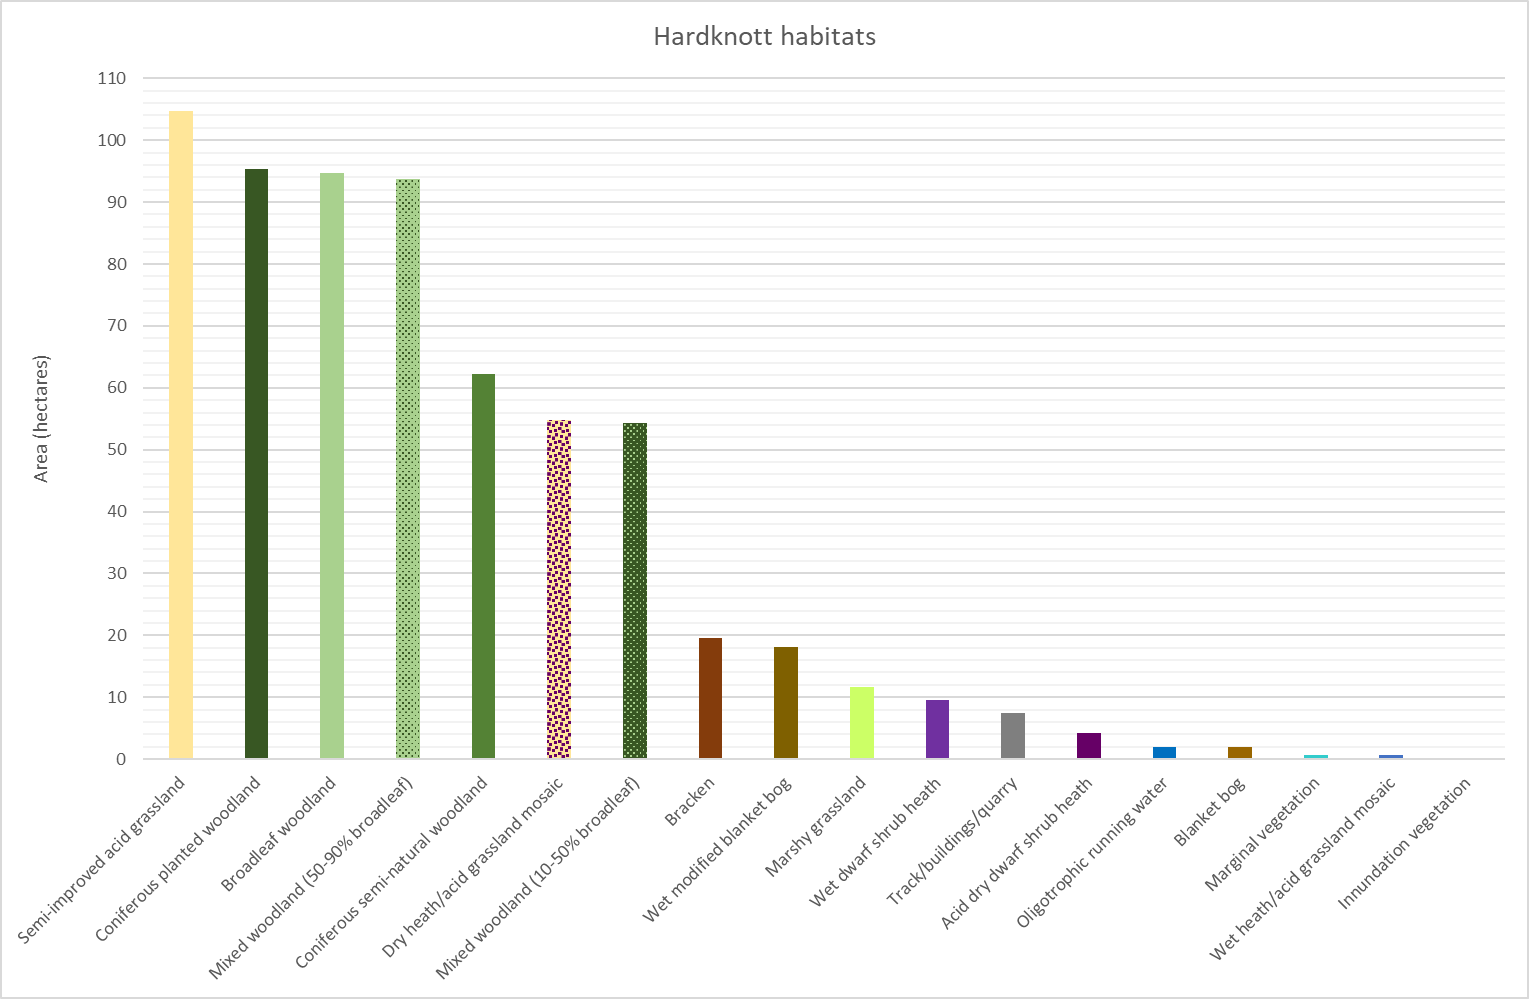 Hardknott habitats
110
100
90
80
70
60
50
40
30
20
10
0
Area (hectares)
Semi-improved acid grassland
Coniferous planted woodland
Broadleaf woodland
Mixed woodland (50-90% broadleaf)
Coniferous semi-natural woodland
Dry heath/acid grassland mosaic
Mixed woodland (10-50% broadleaf)
Bracken
Wet modified blanket bog
Marshy grassland
Wet dwarf shrub heath
Track/buildings/quarry
Acid dry dwarf shrub heath
Oligotrophic running water
Blanket bog
Marginal vegetation
Wet heath/acid grassland mosaic
Innundation vegetation